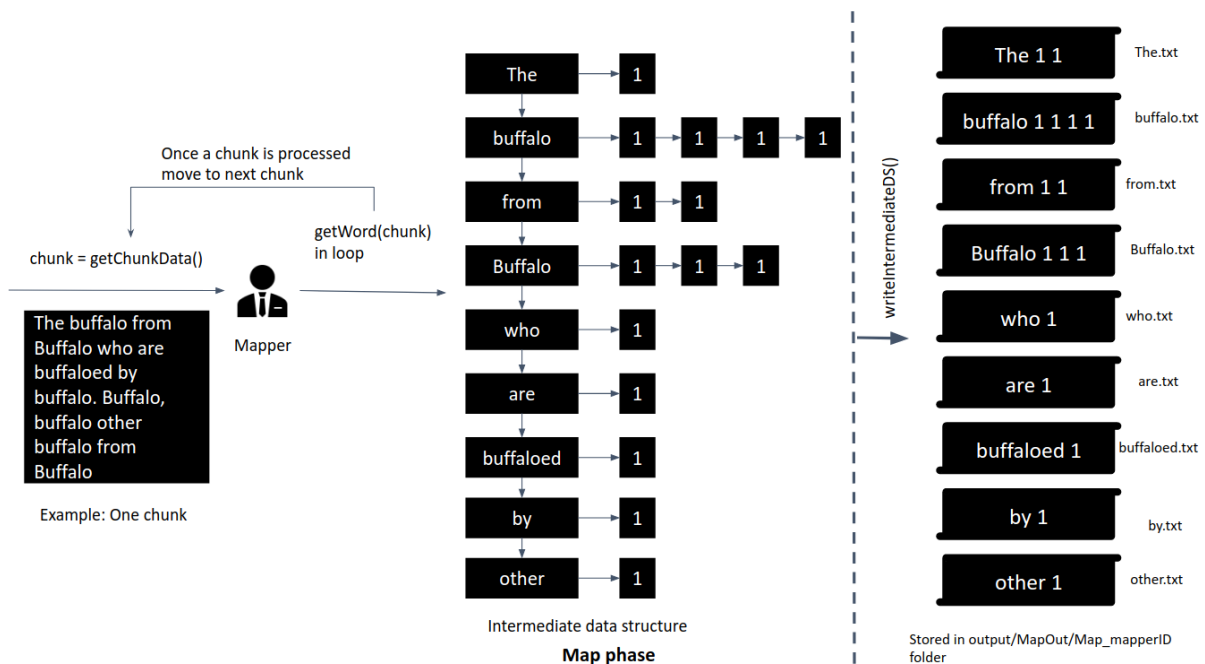 Once a chunk is processed
move to next chunk
chunk = getChunkData()
getWord(chunk)
in loop
Mapper
The buffalo from
Buffalo who are
buffaloed by
buffalo. Buffalo,
buffalo other
buffalo from
Buffalo
Example: One chunk
The 1
buffalo 1 1 1 1
from 1 1
Buffalo 1 1 1
who 1
are 1
buffaloed 1
by 1
other 1
Intermediate data structure
Map phase
writeIntermediateDS()
The 1 1 The.txt
buffalo 1 1 1 1 buffalo.txt
from 1 1 from.txt
Buffalo 1 1 1 Buffalo.txt
who 1 who.txt
are 1 are.txt
buffaloed 1 buffaloed.txt
by 1 by.txt
other 1 other.txt
Stored in output/MapOut/Map_mapperID
folder